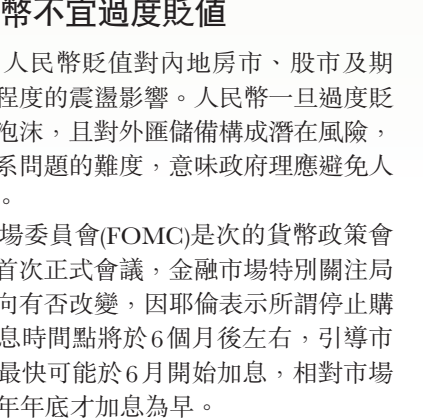 幣不宜過度貶值
人民幣貶值對內地房市、股市及期
程度的震盪影響。人民幣一旦過度貶
泡沫，且對外匯儲備構成潛在風險，
系問題的難度，意味政府理應避免人
。
場委員會(FOMC)是次的貨幣政策會
首次正式會議，金融市場特別關注局
向有否改變，因耶倫表示所謂停止購
息時間點將於6個月後左右，引導市
最快可能於6月開始加息，相對市場
年年底才加息為早。